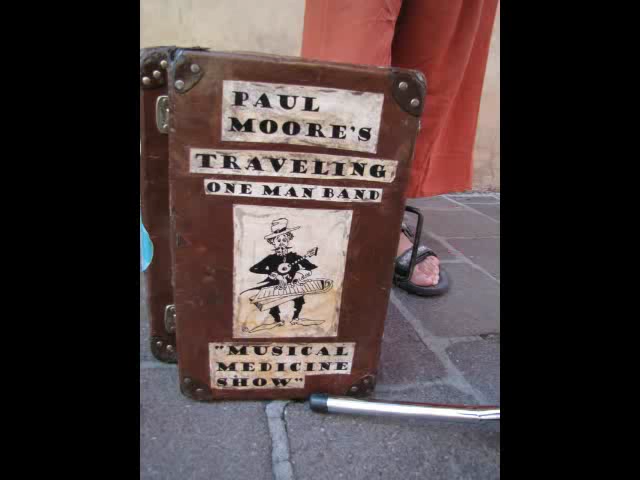 PAUL
MOORE'S
TRAVELING
ONE MAN BAND
"MUSICAL
MEDICINE
SHOW"